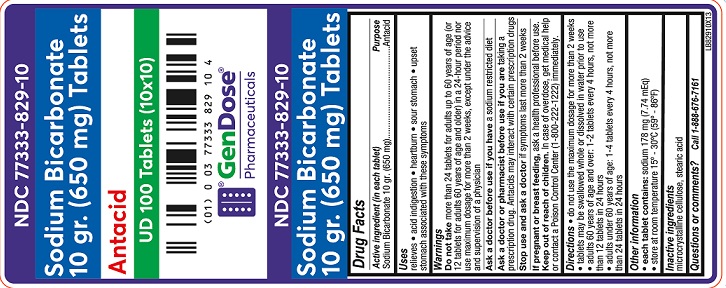 NDC 77333-829-10
Sodium Bicarbonate
10 gr. (650 mg) Tablets
Antacid
UD 100 Tablets (10x10)
(01) 0 03 77333 829 10 4
GenDose®
Pharmaceuticals
NDC 77333-829-10
Sodium Bicarbonate
10 gr. (650 mg) Tablets
Drug Facts
Active ingredient (in each tablet) Purpose
Sodium Bicarbonate 10 gr. (650 mg)......................Antacid
Uses
relieves • acid indigestion • heartburn • sour stomach • upset
stomach associated with these symptoms
Warnings
Do not take more than 24 tablets for adults up to 60 years of age (or
12 tablets for adults 60 years of age and older) in a 24-hour period nor
use maximum dosage for more than 2 weeks, except under the advice
and supervision of a physician
Ask a doctor before use if you have a sodium restricted diet
Ask a doctor or pharmacist before use if you are taking a
prescription drug. Antacids may interact with certain prescription drugs
Stop use and ask a doctor if symptoms last more than 2 weeks
If pregnant or breast feeding, ask a health professional before use.
Keep out of reach of children. In case of overdose, get medical help
or contact a Poison Control Center (1-800-222-1222) immediately.
Directions • do not use the maximum dosage for more than 2 weeks
• tablets may be swallowed whole or dissolved in water prior to use
• adults 60 years of age and over: 1-2 tablets every 4 hours, not more
than 12 tablets in 24 hours
• adults under 60 years of age: 1-4 tablets every 4 hours, not more
than 24 tablets in 24 hours
Other information
• each tablet contains: sodium 178 mg (7.74 mEq)
• store at room temperature 15° - 30°C (59° - 86°F)
Inactive ingredients
microcrystalline cellulose, stearic acid
Questions or comments? Call 1-888-676-7161
LB82910X13